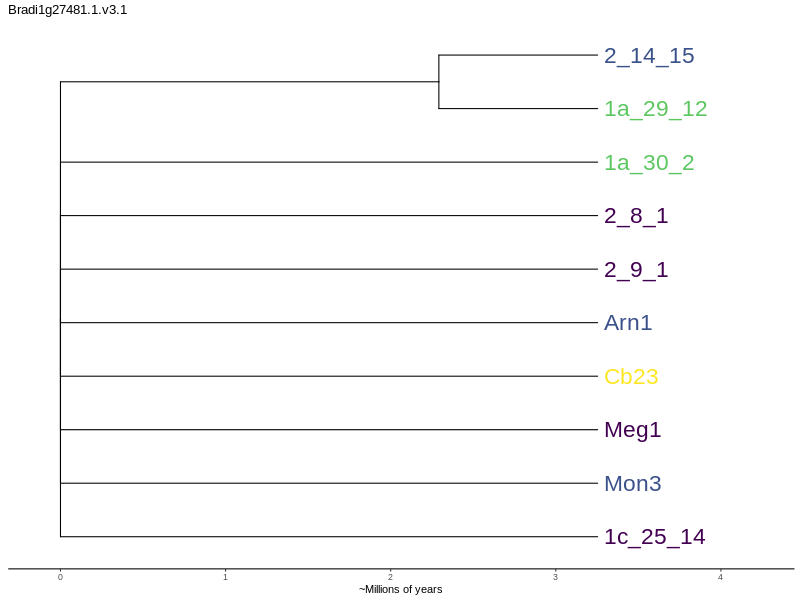 Bradi1g27481.1.v3.1
2_14_15
1a_29_12
1a_30_2
2_8_1
2_9_1
Arn1
Cb23
Meg1
Mon3
1c_25_14
0 1 2 3 4
~Millions of years